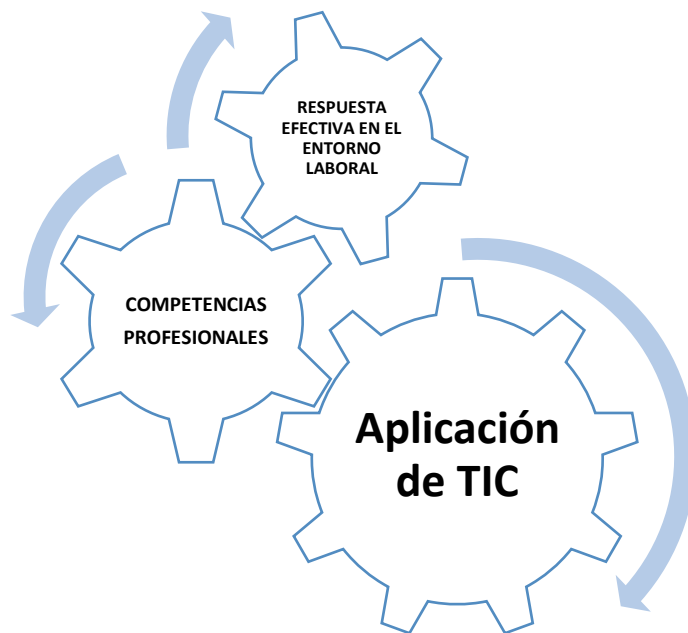 RESPUESTA
EFECTIVA EN EL
ENTORNO
LABORAL
COMPETENCIAS
PROFESIONALES
Aplicación
de TIC